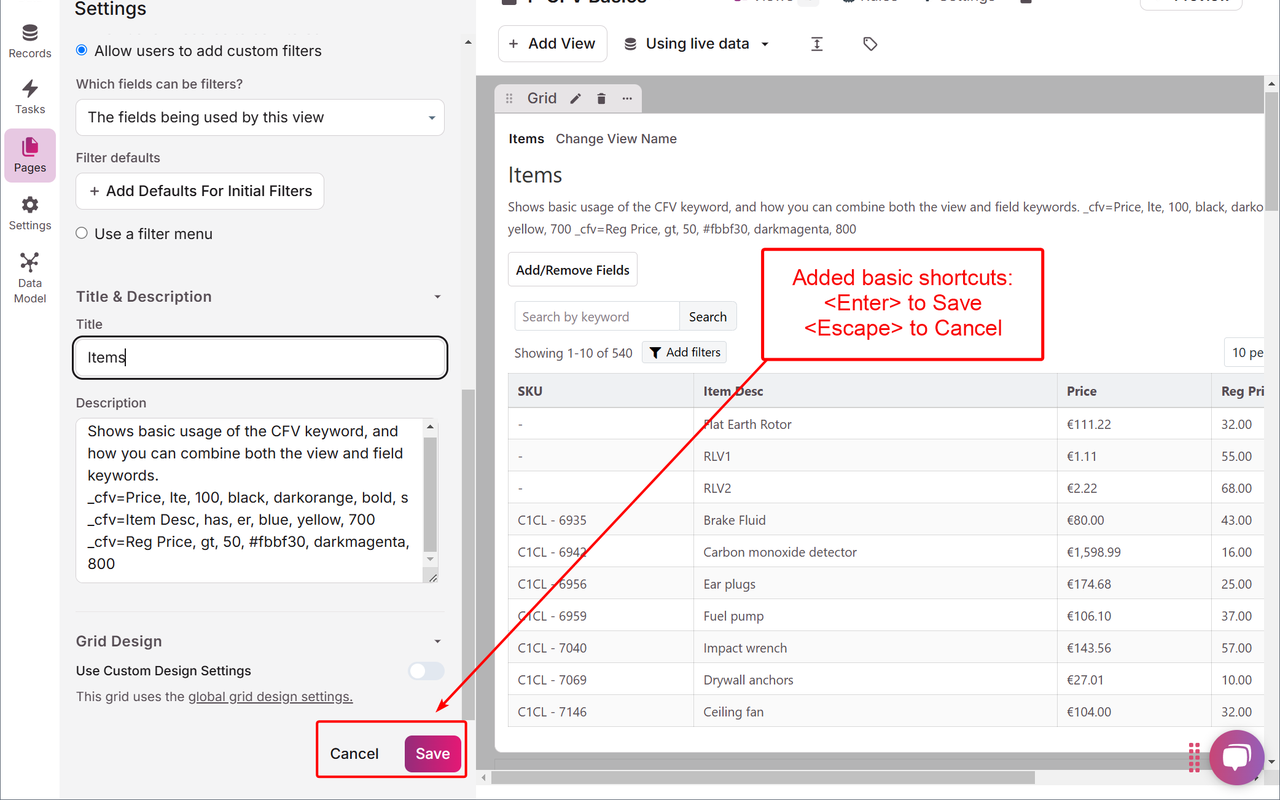 Settings
Records
Tasks
Pages
Settings
Data
Model
Allow users to add custom filters
Which fields can be filters?
The fields being used by this view
Filter defaults
+ Add Defaults For Initial Filters
Use a filter menu
Title & Description
Title
Items
Description
Shows basic usage of the CFV keyword, and
how you can combine both the view and field
keywords.
_cfv=Price, lte, 100, black, darkorange, bold, s
_cfv=Item Desc, has, er, blue, yellow, 700
_cfv=Reg Price, gt, 50, #fbbf30, darkmagenta,
800
Grid Design
Use Custom Design Settings
This grid uses the global grid design settings.
Cancel
Save
CFV Basics
+ Add View
Using live data
Grid
Items Change View Name
Items
Shows basic usage of the CFV keyword, and how you can combine both the view and field keywords. _cfv=Price, lte, 100, black, darko
yellow, 700 _cfv=Reg Price, gt, 50, #fbbf30, darkmagenta, 800
Add/Remove Fields
Added basic shortcuts:
<Enter> to Save
<Escape> to Cancel
Search by keyword Search
Showing 1-10 of 540 Add filters
10 pe
SKU Item Desc Price Reg Pri
- Flat Earth Rotor €111.22 32.00
- RLV1 €1.11 55.00
- RLV2 €2.22 68.00
C1CL - 6935 Brake Fluid €80.00 43.00
C1CL - 6942 Carbon monoxide detector €1,598.99 16.00
C1CL - 6956 Ear plugs €174.68 25.00
C1CL - 6959 Fuel pump €106.10 37.00
C1CL - 7040 Impact wrench €143.56 57.00
C1CL - 7069 Drywall anchors €27.01 10.00
C1CL - 7146 Ceiling fan €104.00 32.00